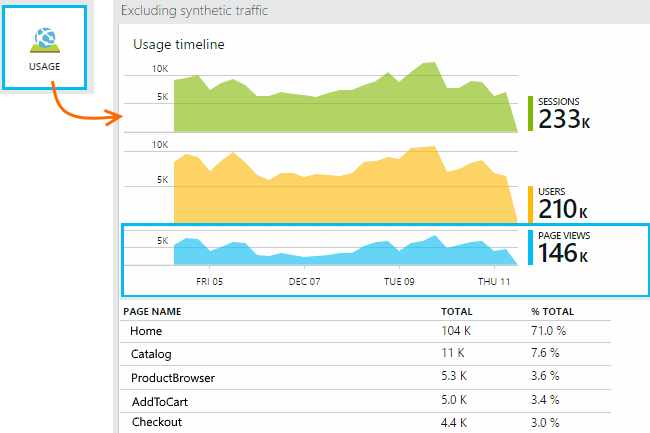 Excluding synthetic traffic
USAGE
Usage timeline
10K
5K
SESSIONS
233K
10K
5K
USERS
210K
5K
PAGE VIEWS
146K
FRI 05 DEC 07 TUE 09 THU 11
PAGE NAME TOTAL % TOTAL
Home 104 K 71.0 %
Catalog 11 K 7.6 %
ProductBrowser 5.3 K 3.6 %
AddToCart 5.0 K 3.4 %
Checkout 4.4 K 3.0 %